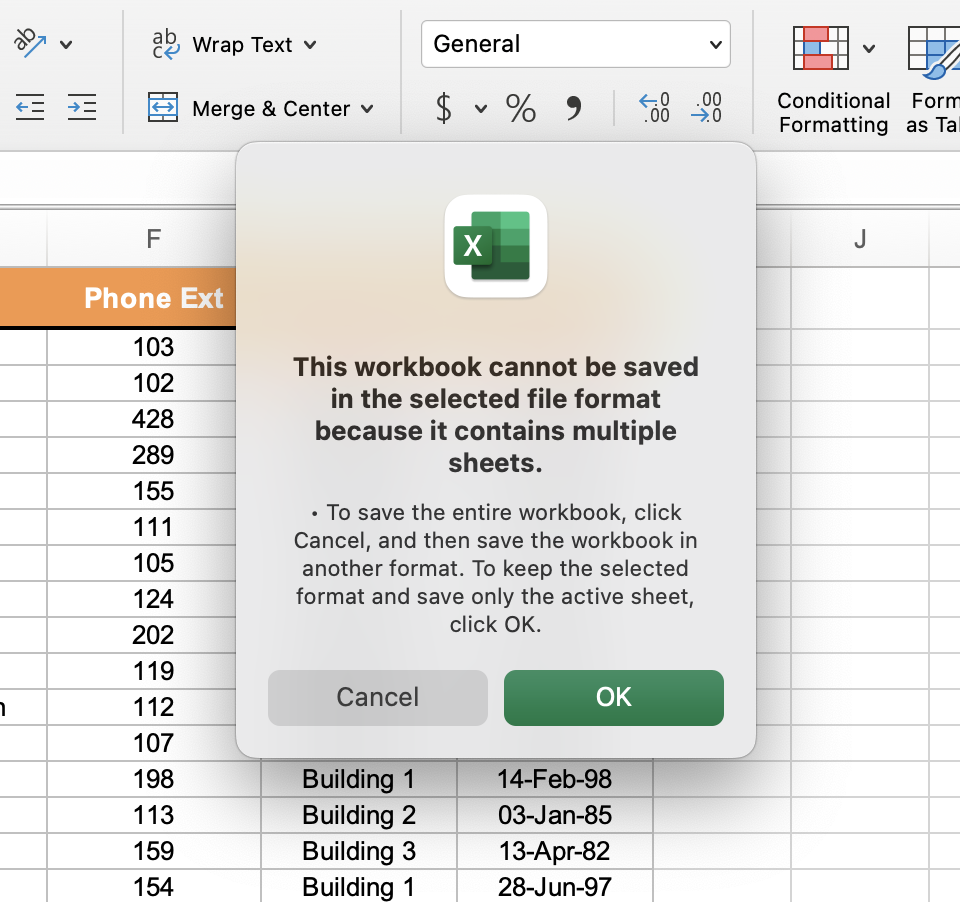 ab
ab
c
Wrap Text
General
Merge & Center
$ % ,
.0
.00
.00
.0
Conditional
Formatting
Form
as Tal
F
J
Phone Ext
X
This workbook cannot be saved
in the selected file format
because it contains multiple
sheets.
• To save the entire workbook, click
Cancel, and then save the workbook in
another format. To keep the selected
format and save only the active sheet,
click OK.
Cancel
OK
103
102
428
289
155
111
105
124
202
119
n 112
107
198 Building 1 14-Feb-98
113 Building 2 03-Jan-85
159 Building 3 13-Apr-82
154 Building 1 28-Jun-97